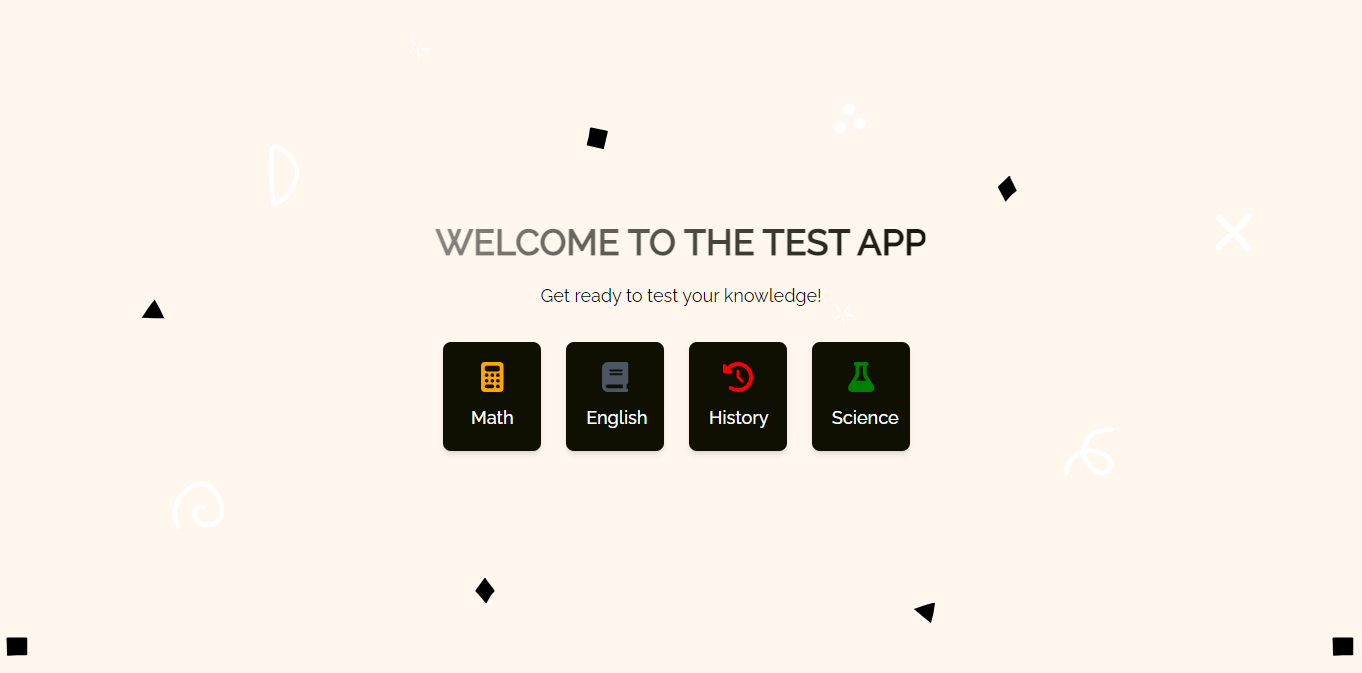 WELCOME TO THE TEST APP
Get ready to test your knowledge!
Math English History Science